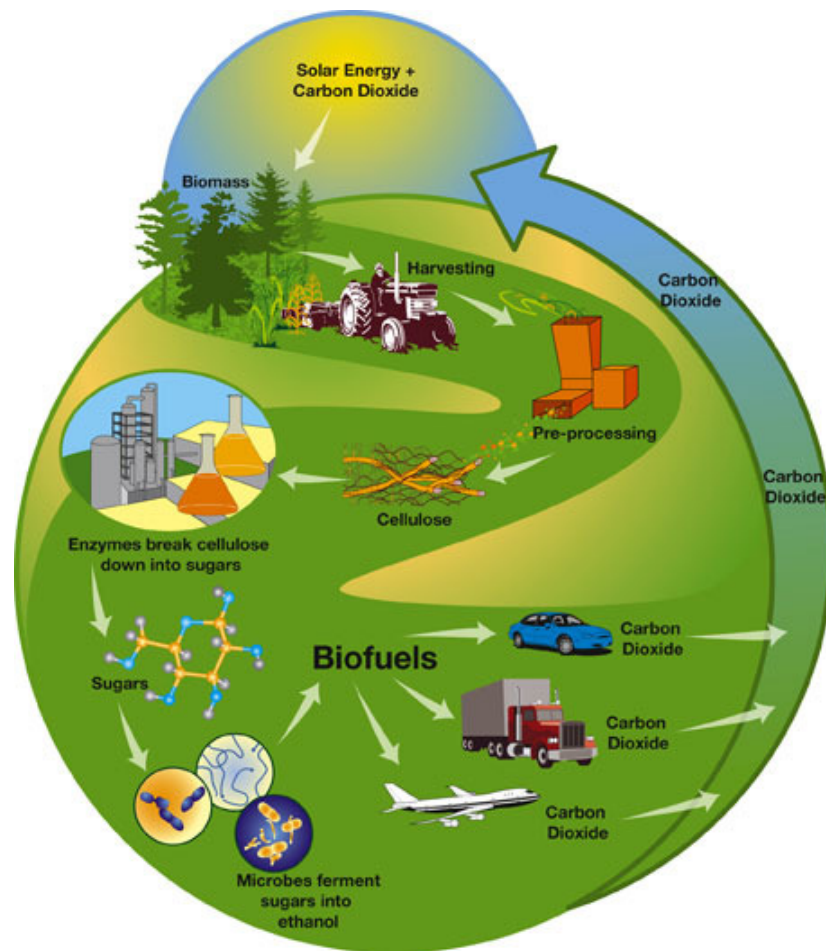 Solar Energy +
Carbon Dioxide
Biomass
Harvesting
Carbon
Dioxide
Pre-processing
Cellulose
Carbon
Dioxide
Enzymes break cellulose
down into sugars
Sugars
Biofuels
Carbon
Dioxide
Carbon
Dioxide
Carbon
Dioxide
Microbes ferment
sugars into
ethanol